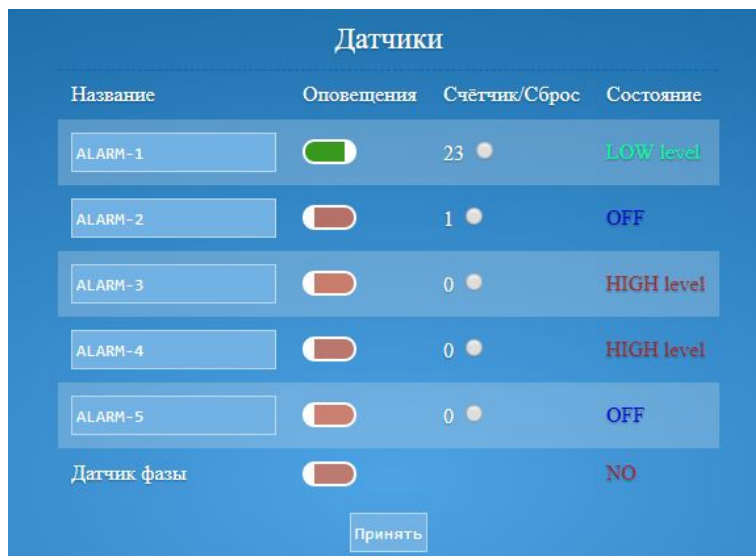 Датчики
Название Оповещения Счётчик/Сброс Состояние
ALARM-1 23 LOW level
ALARM-2 1 OFF
ALARM-3 0 HIGH level
ALARM-4 0 HIGH level
ALARM-5 0 OFF
Датчик фазы NO
Принять